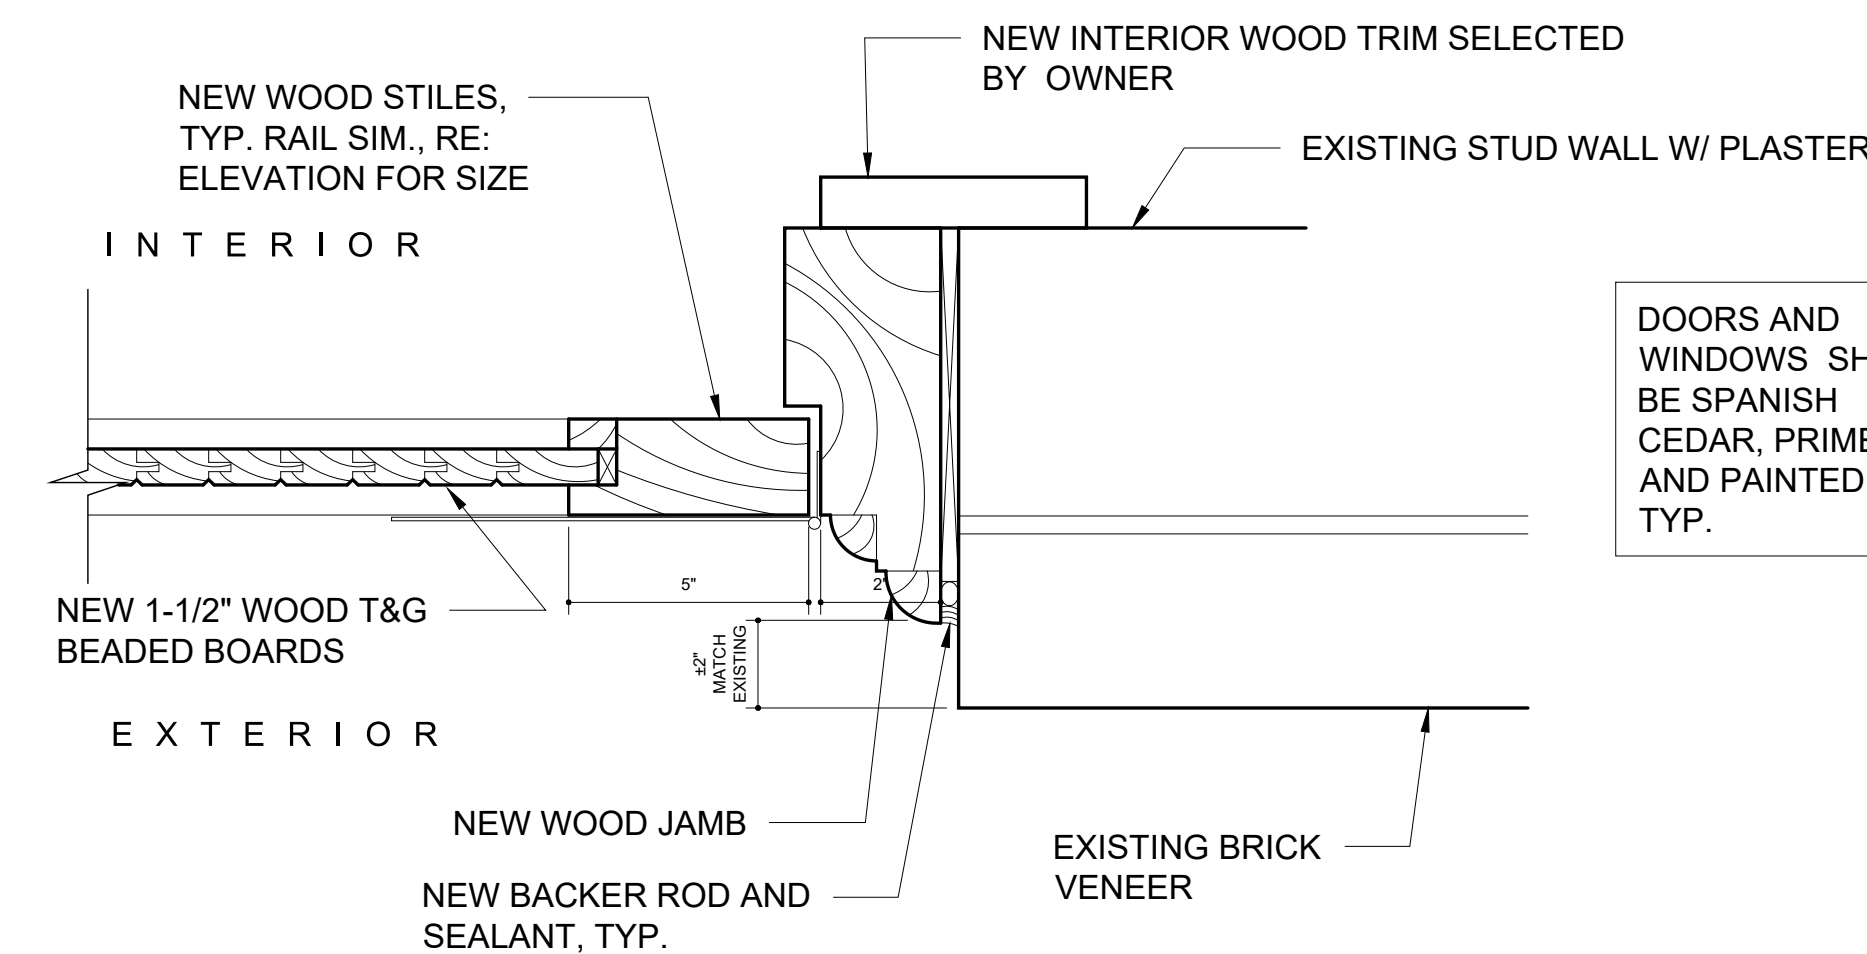 NEW INTERIOR WOOD TRIM SELECTED
BY OWNER
NEW WOOD STILES,
TYP. RAIL SIM., RE:
ELEVATION FOR SIZE
EXISTING STUD WALL W/ PLASTER
INTERIOR
DOORS AND
WINDOWS SH
BE SPANISH
CEDAR, PRIME
AND PAINTED
TYP.
5"
2"
±2"
MATCH
EXISTING
NEW 1-1/2" WOOD T&G
BEADED BOARDS
EXTERIOR
NEW WOOD JAMB
NEW BACKER ROD AND
SEALANT, TYP.
EXISTING BRICK
VENEER